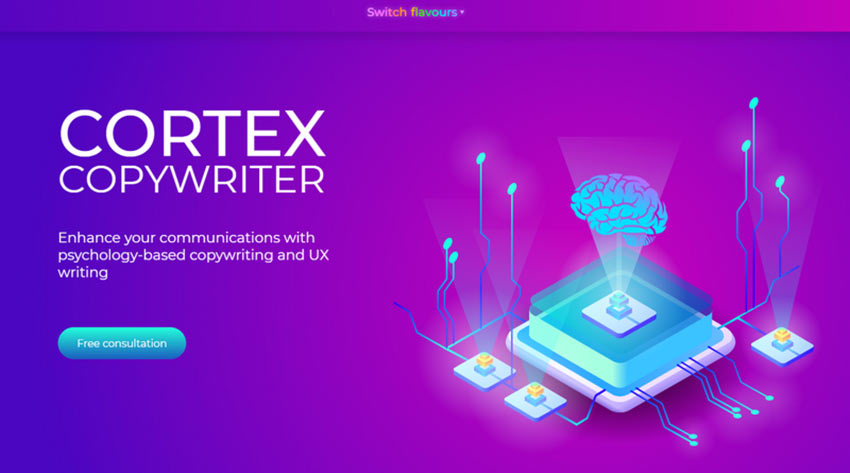 Switch flavours
CORTEX
COPYWRITER
Enhance your communications with
psychology-based copywriting and UX
writing
Free consultation